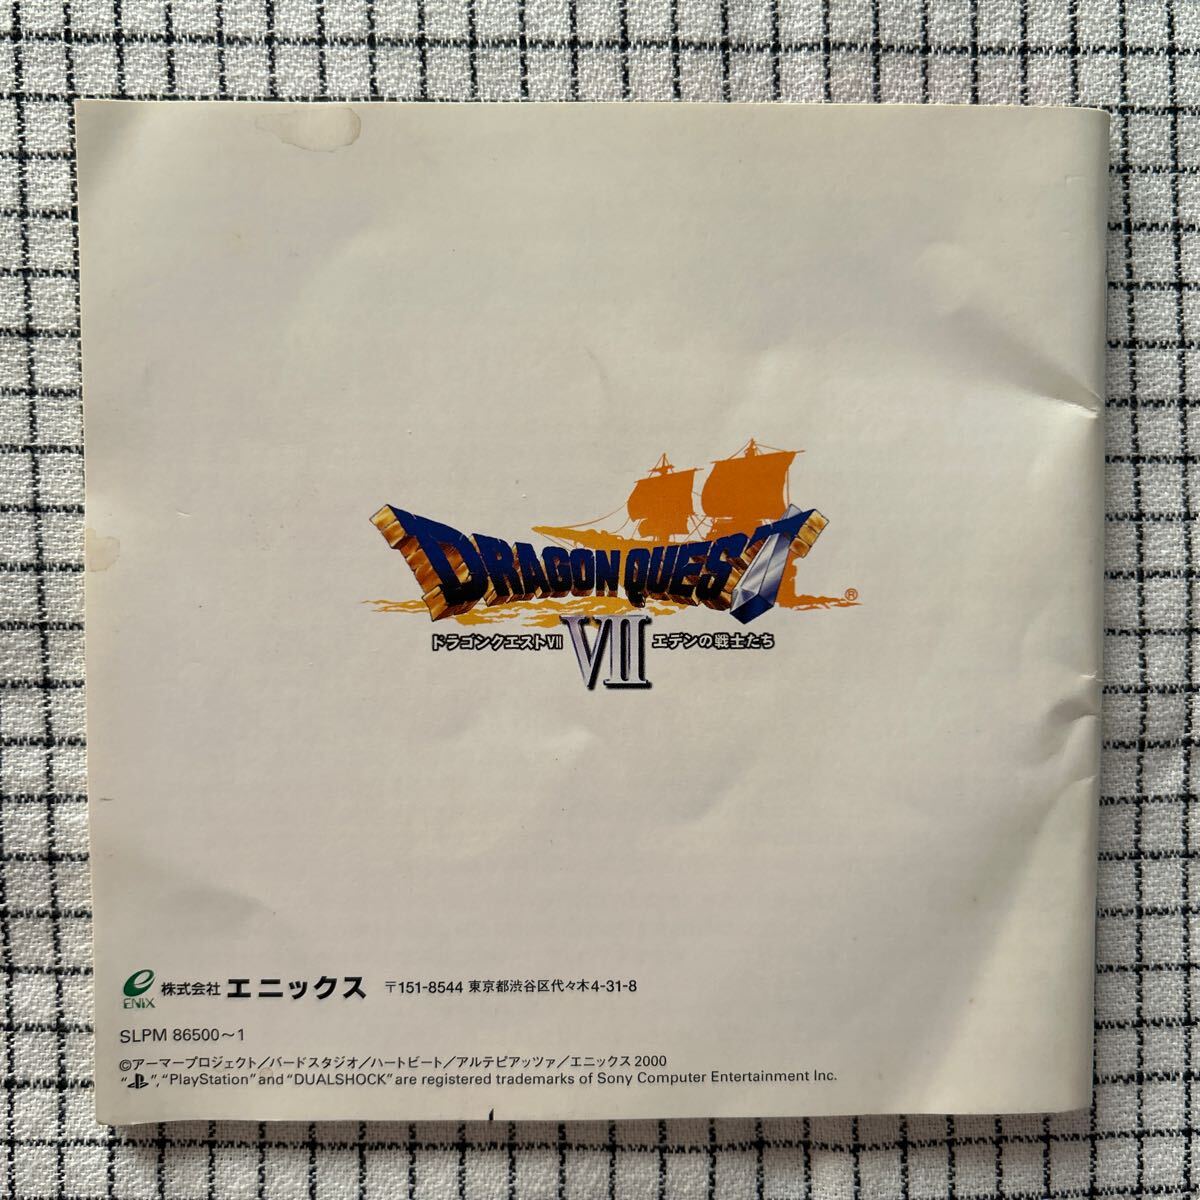 DRAGON QUEST ®
ドラゴンクエストVII VII エデンの戦士たち
ENIX 株式会社 エニックス 〒151-8544 東京都渋谷区代々木4-31-8
SLPM 86500～1
©アーマープロジェクト／バードスタジオ／ハートビート／アルテピアッツァ／エニックス 2000
“ ”, “PlayStation” and “DUALSHOCK” are registered trademarks of Sony Computer Entertainment Inc.